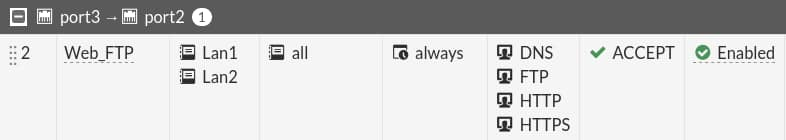 port3 → port2 1
2 Web_FTP Lan1 all always DNS ACCEPT Enabled
Lan2 FTP
HTTP
HTTPS